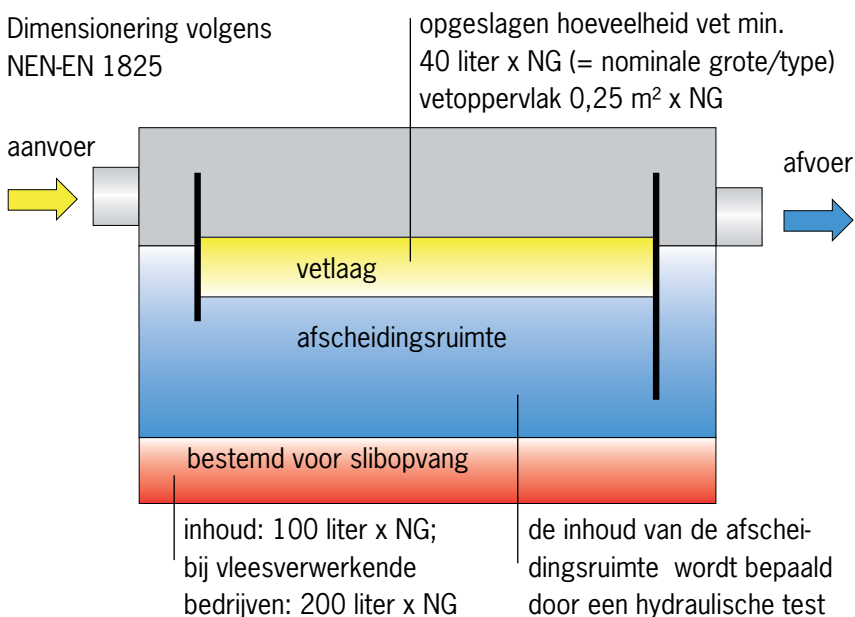 Dimensionering volgens
NEN-EN 1825
opgeslagen hoeveelheid vet min.
40 liter x NG (= nominale grote/type)
vetoppervlak 0,25 m² x NG
aanvoer
afvoer
vetlaag
afscheidingsruimte
bestemd voor slibopvang
inhoud: 100 liter x NG;
bij vleesverwerkende
bedrijven: 200 liter x NG
de inhoud van de afschei-
dingsruimte wordt bepaald
door een hydraulische test